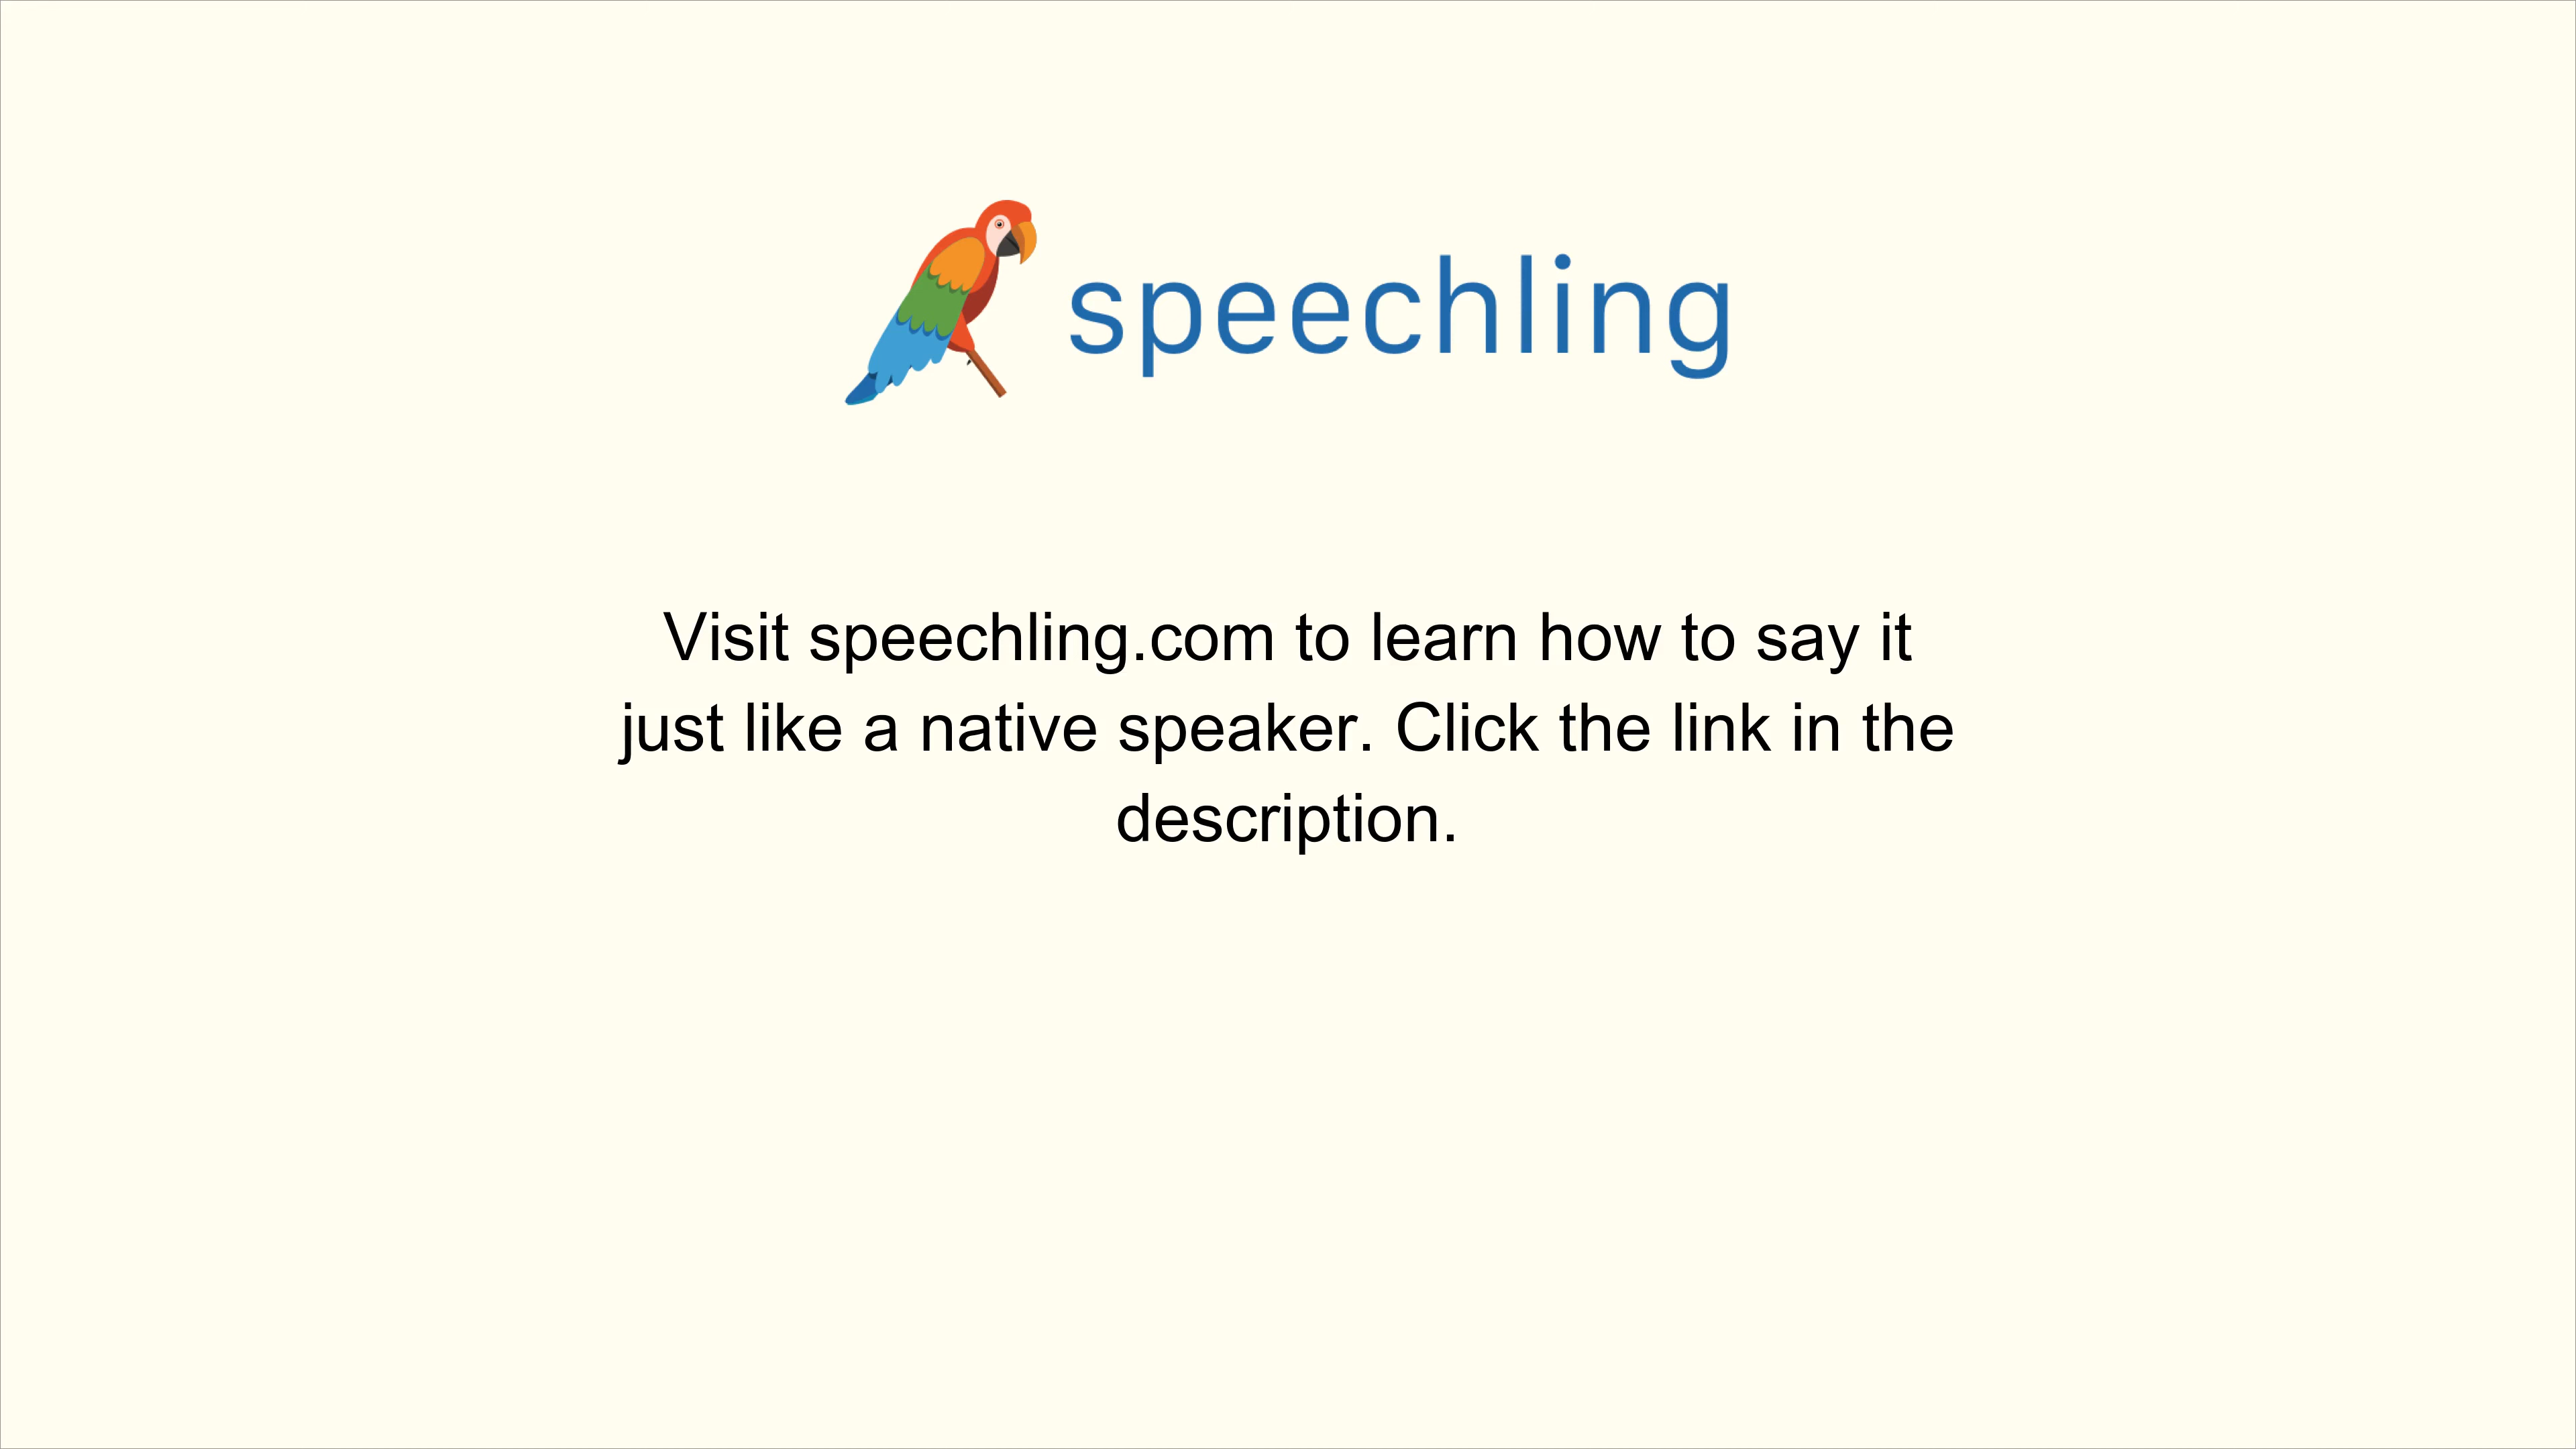 speechling
Visit speechling.com to learn how to say it
just like a native speaker. Click the link in the
description.